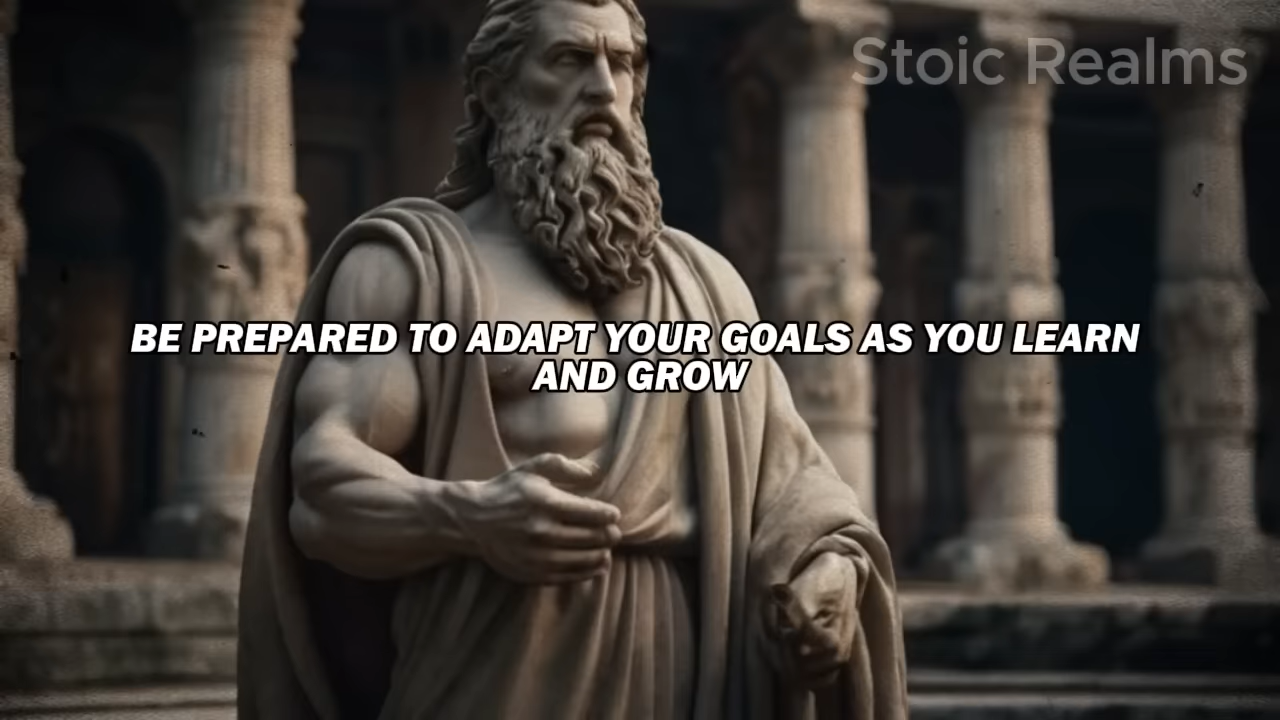 Stoic Realms
BE PREPARED TO ADAPT YOUR GOALS AS YOU LEARN
AND GROW